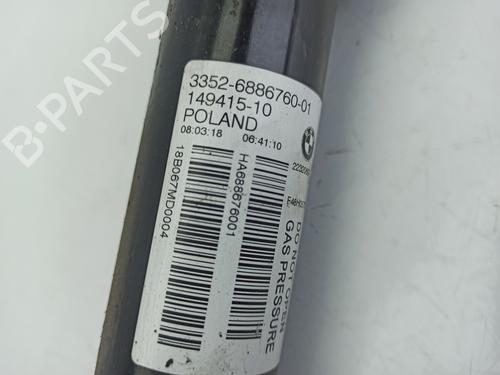 3352-6886760-01
149415-10
POLAND
08:03:18 06:41:10
18B067MD0004
HA688676001
DO NOT OPEN
GAS PRESSURE
B-PARTS